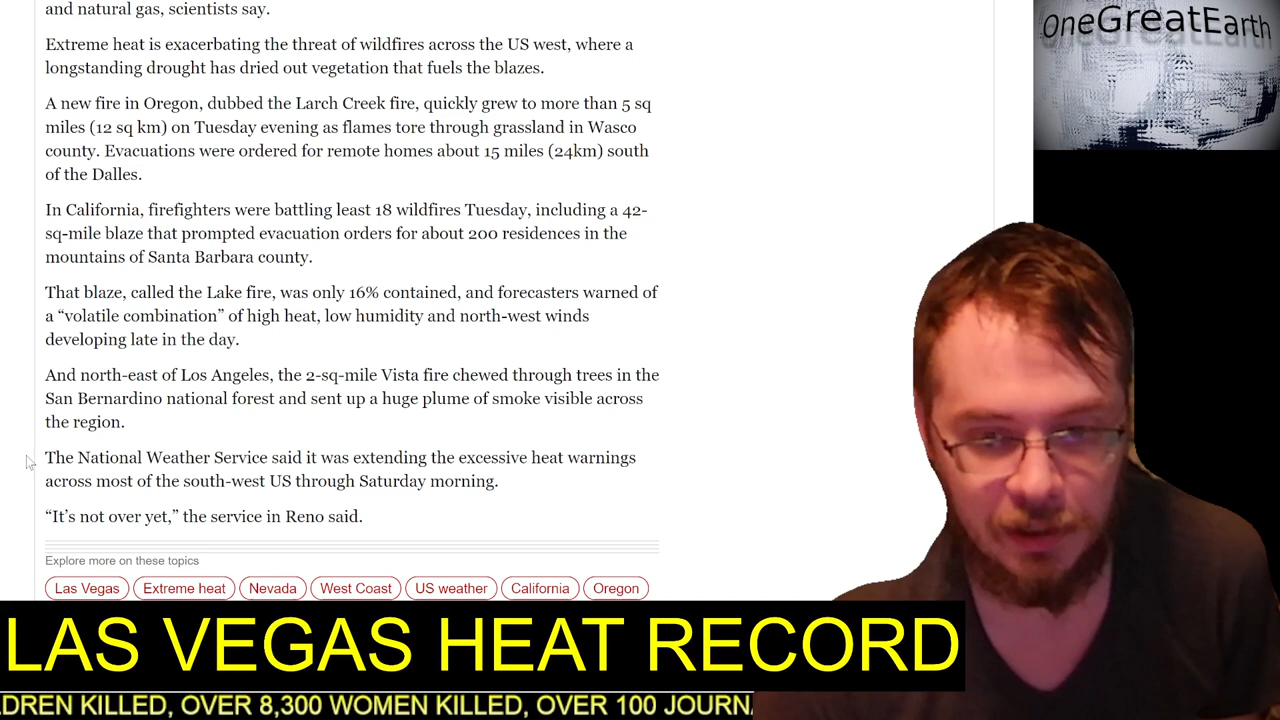 and natural gas, scientists say.
Extreme heat is exacerbating the threat of wildfires across the US west, where a
longstanding drought has dried out vegetation that fuels the blazes.
A new fire in Oregon, dubbed the Larch Creek fire, quickly grew to more than 5 sq
miles (12 sq km) on Tuesday evening as flames tore through grassland in Wasco
county. Evacuations were ordered for remote homes about 15 miles (24km) south
of the Dalles.
In California, firefighters were battling least 18 wildfires Tuesday, including a 42-
sq-mile blaze that prompted evacuation orders for about 200 residences in the
mountains of Santa Barbara county.
That blaze, called the Lake fire, was only 16% contained, and forecasters warned of
a “volatile combination” of high heat, low humidity and north-west winds
developing late in the day.
And north-east of Los Angeles, the 2-sq-mile Vista fire chewed through trees in the
San Bernardino national forest and sent up a huge plume of smoke visible across
the region.
The National Weather Service said it was extending the excessive heat warnings
across most of the south-west US through Saturday morning.
“It’s not over yet,” the service in Reno said.
Explore more on these topics
Las Vegas Extreme heat Nevada West Coast US weather California Oregon
OneGreatEarth
LAS VEGAS HEAT RECORD
DREN KILLED, OVER 8,300 WOMEN KILLED, OVER 100 JOURN